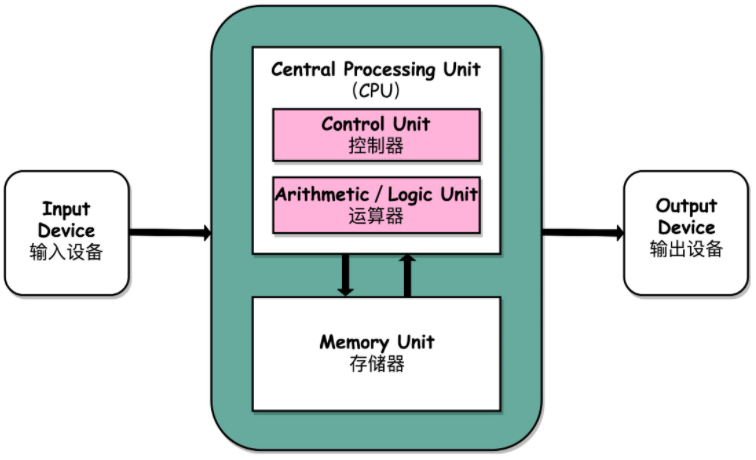 Central Processing Unit
(CPU)
Control Unit
控制器
Arithmetic / Logic Unit
运算器
Input
Device
输入设备
Output
Device
输出设备
Memory Unit
存储器